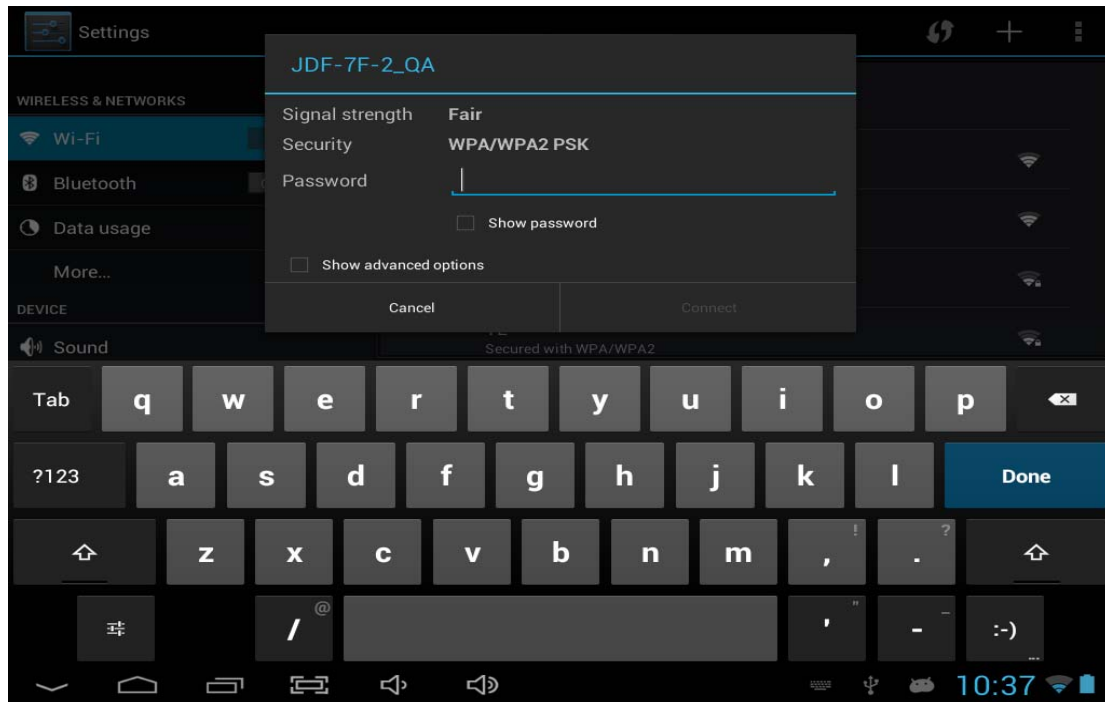 Settings
JDF-7F-2_QA
WIRELESS & NETWORKS
Signal strength Fair
Wi-Fi
Security WPA/WPA2 PSK
Bluetooth
Password
Show password
Data usage
More...
Show advanced options
DEVICE
Cancel Connect
Sound
Secured with WPA/WPA2
Tab q w e r t y u i o p
?123 a s d f g h j k l Done
z x c v b n m , ! . ?
/ @ ' " - _ :-) ...
10:37